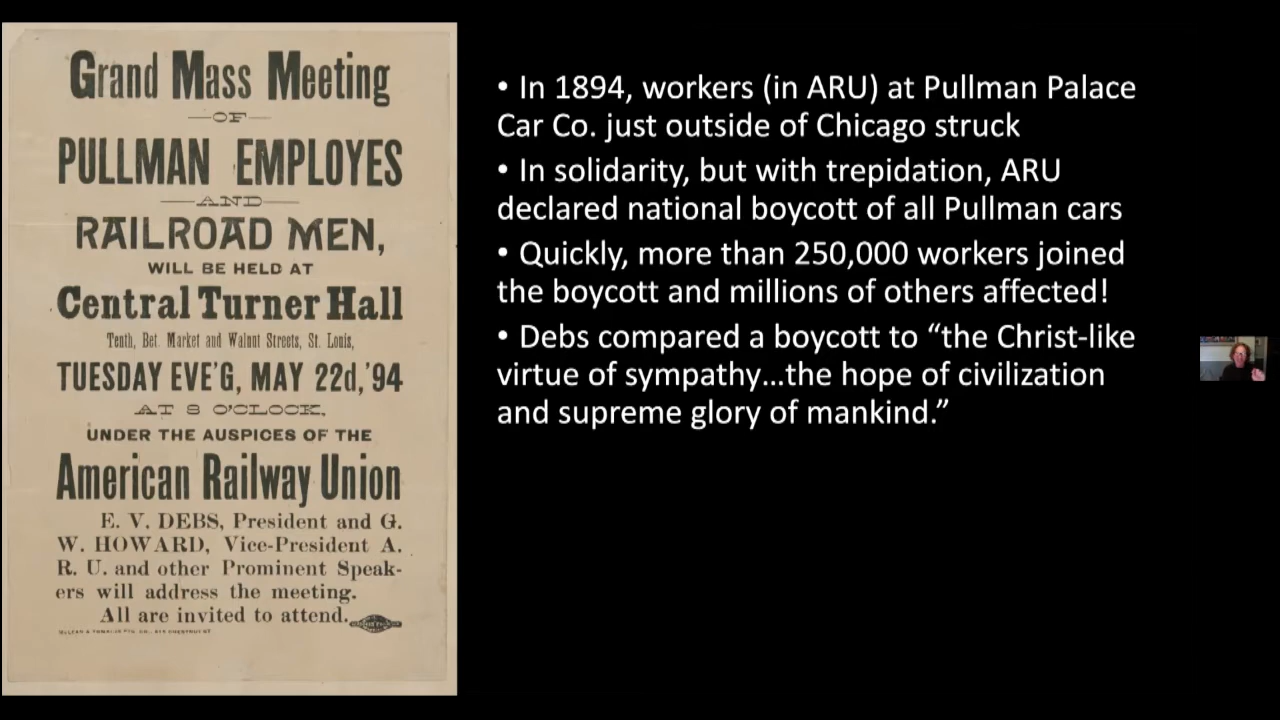 Grand Mass Meeting
OF
PULLMAN EMPLOYES
AND
RAILROAD MEN,
WILL BE HELD AT
Central Turner Hall
Tenth, Bet. Market and Walnut Streets, St. Louis,
TUESDAY EVE'G, MAY 22d,'94
AT 8 O'CLOCK,
UNDER THE AUSPICES OF THE
American Railway Union
E. V. DEBS, President and G.
W. HOWARD, Vice-President A.
R. U. and other Prominent Speak-
ers will address the meeting.
All are invited to attend.
• In 1894, workers (in ARU) at Pullman Palace
Car Co. just outside of Chicago struck
• In solidarity, but with trepidation, ARU
declared national boycott of all Pullman cars
• Quickly, more than 250,000 workers joined
the boycott and millions of others affected!
• Debs compared a boycott to “the Christ-like
virtue of sympathy…the hope of civilization
and supreme glory of mankind.”